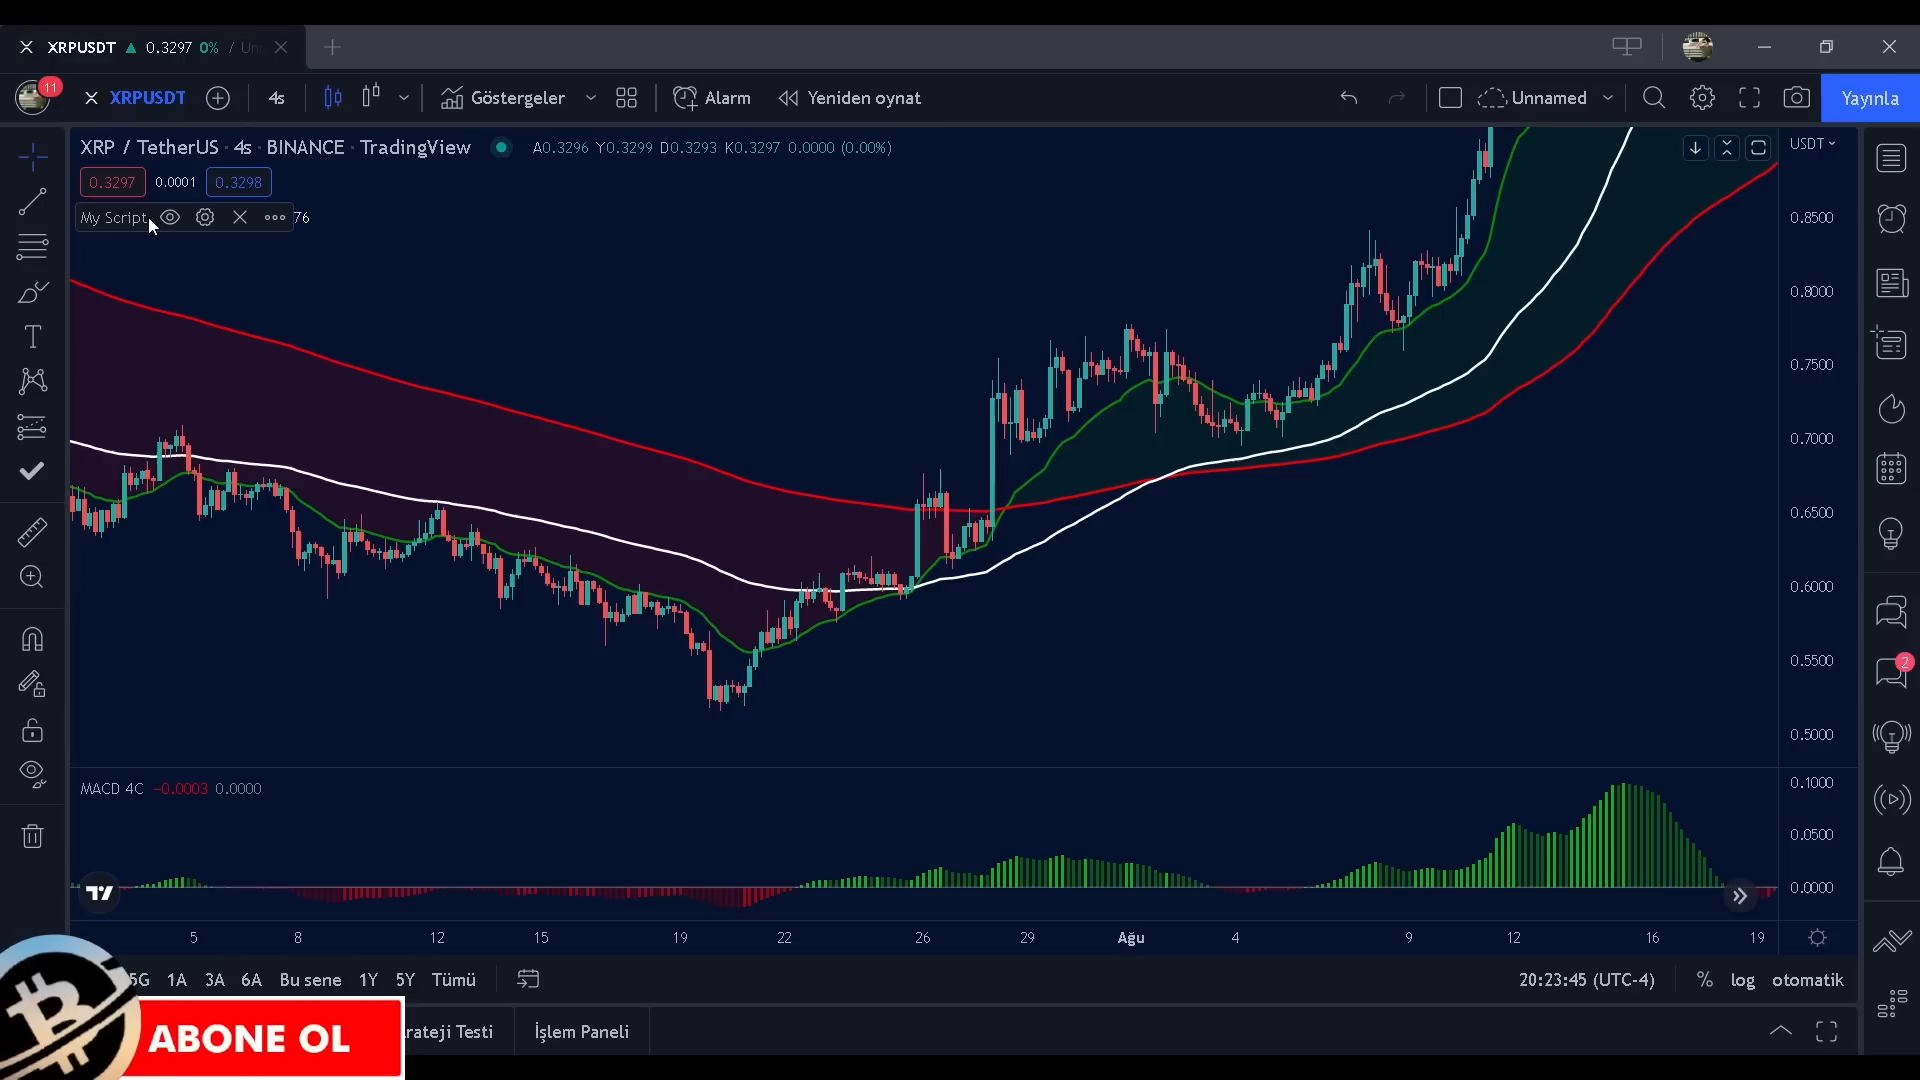 XRPUSDT ▲ 0.3297 0% / Un
11
XRPUSDT
4s
Göstergeler
Alarm
Yeniden oynat
Unnamed
Yayınla
XRP / TetherUS · 4s · BINANCE · TradingView
A0.3296 Y0.3299 D0.3293 K0.3297 0.0000 (0.00%)
USDT
0.3297
0.0001
0.3298
My Script
76
0.8500
0.8000
0.7500
0.7000
0.6500
0.6000
0.5500
0.5000
2
MACD 4C −0.0003 0.0000
0.1000
0.0500
0.0000
5 8 12 15 19 22 26 29 Ağu 4 9 12 16 19
5G 1A 3A 6A Bu sene 1Y 5Y Tümü
20:23:45 (UTC-4)
% log otomatik
rateji Testi
İşlem Paneli
ABONE OL